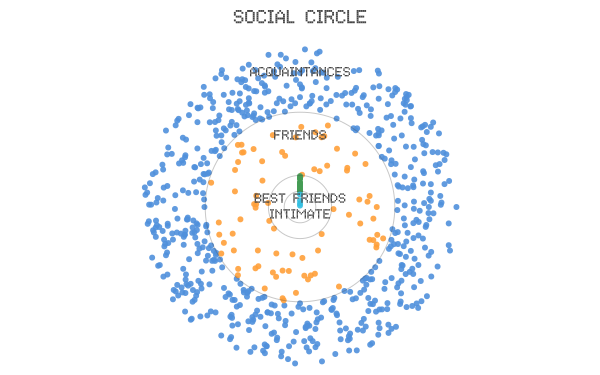 SOCIAL CIRCLE
ACQUAINTANCES
FRIENDS
BEST FRIENDS
INTIMATE